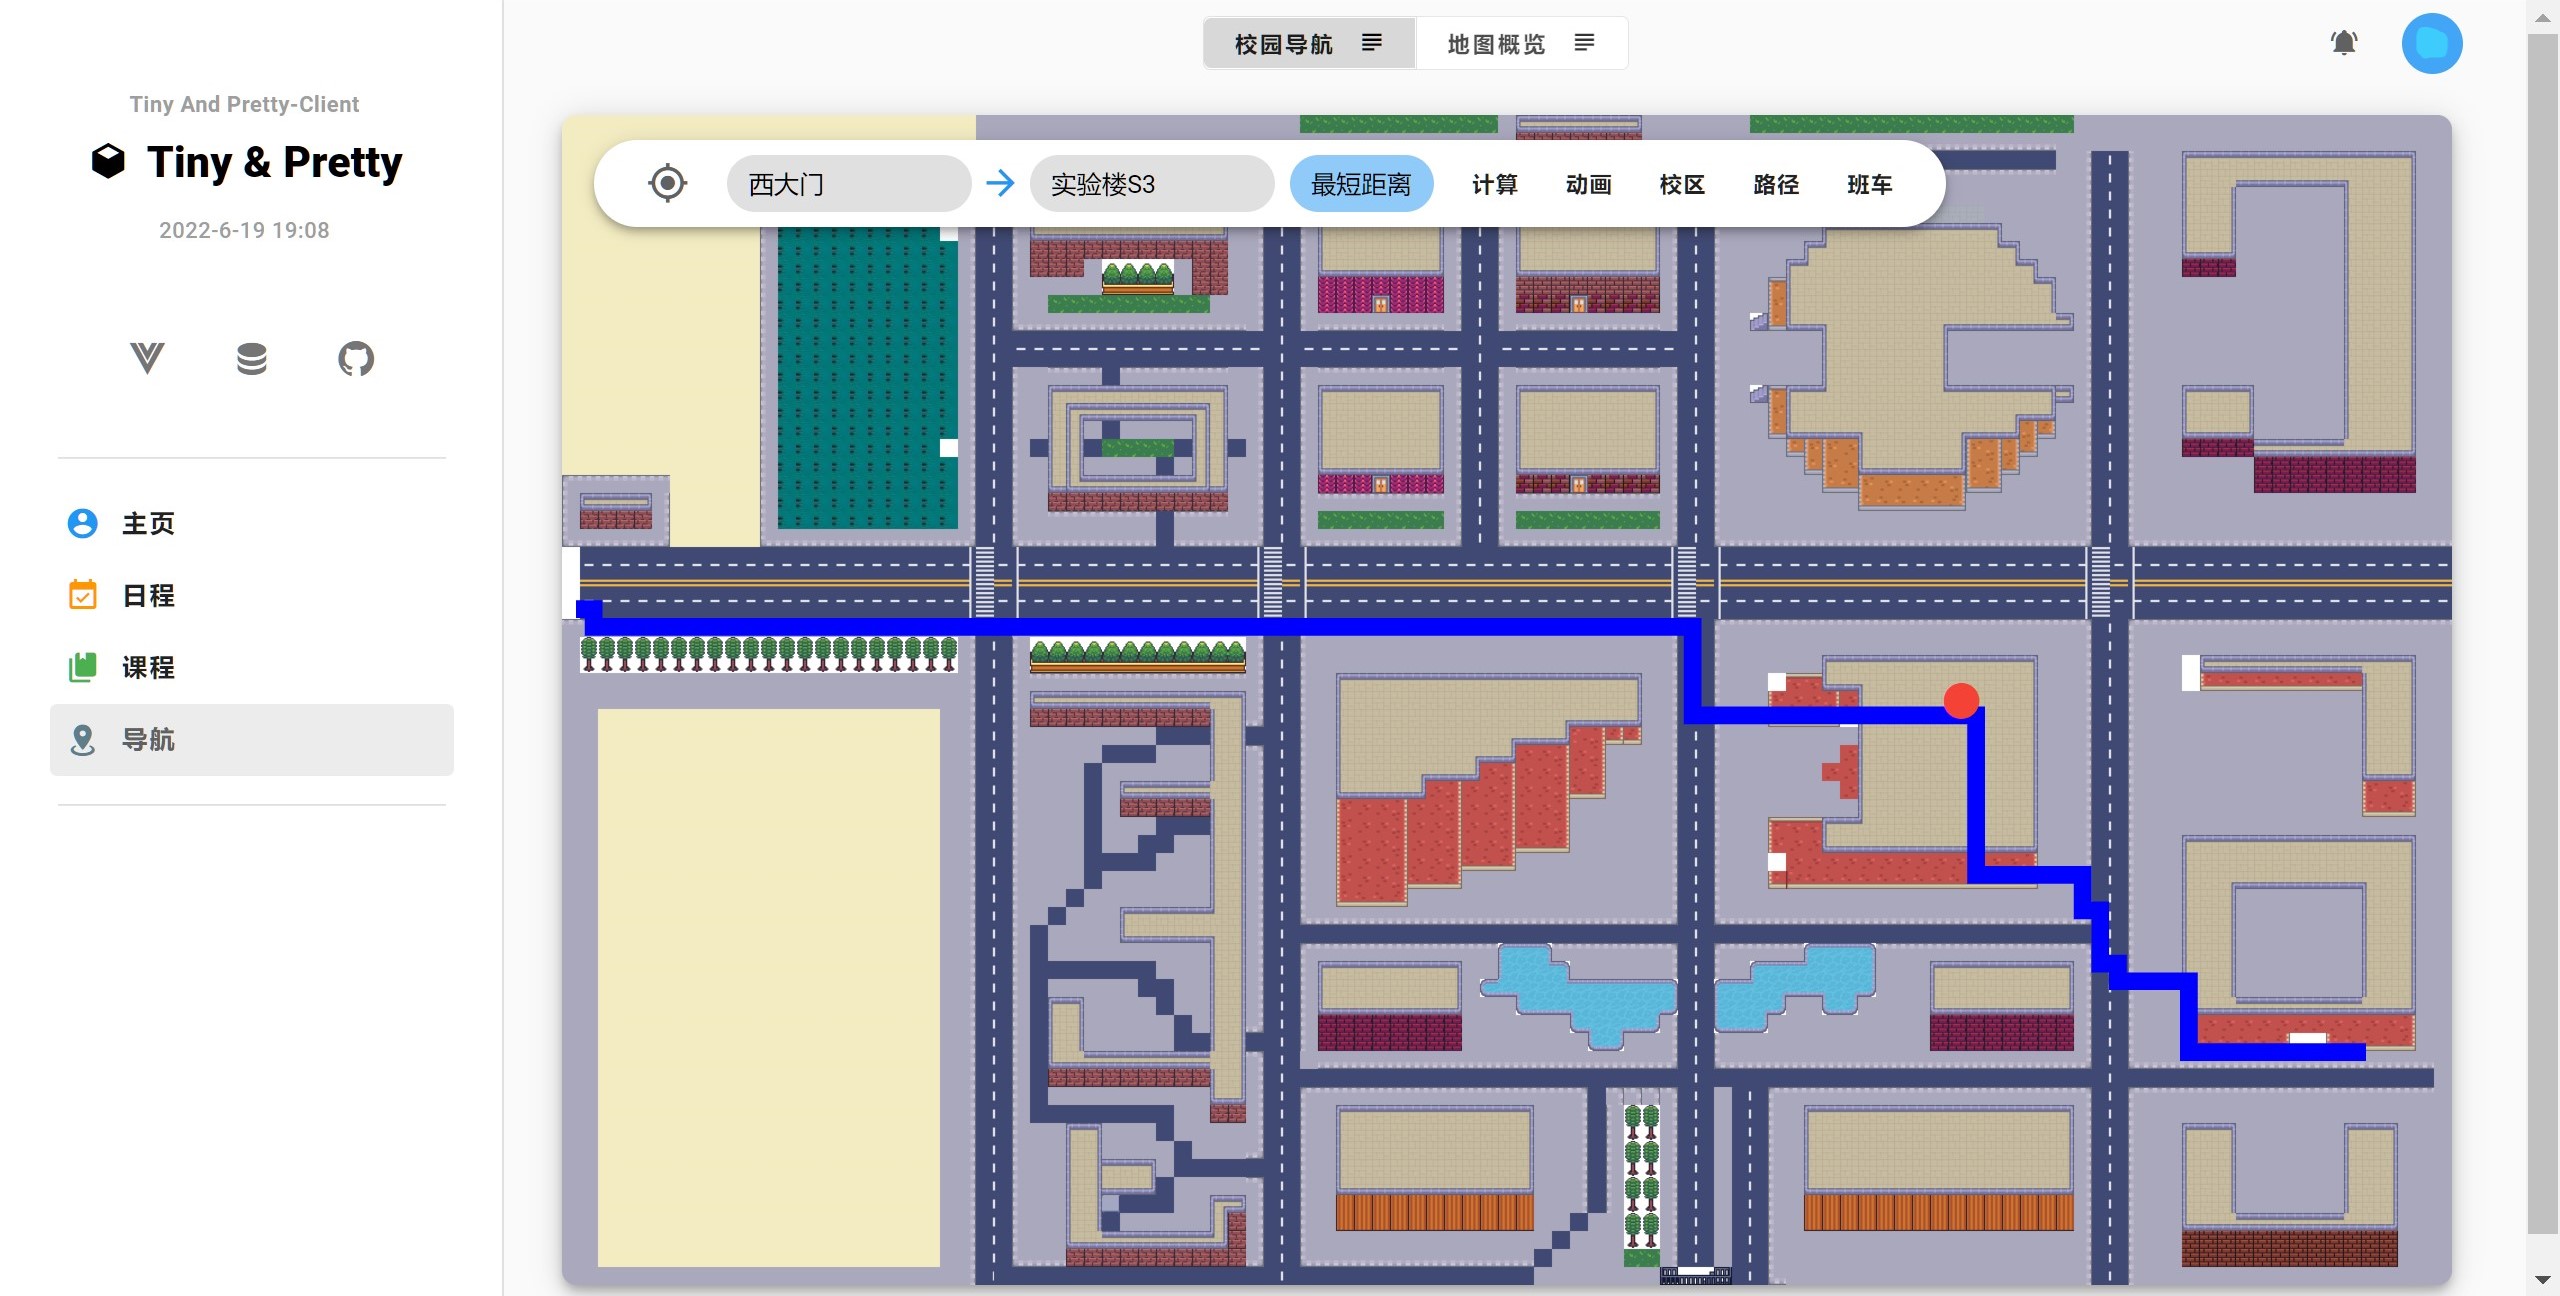 Tiny And Pretty-Client
Tiny & Pretty
2022-6-19 19:08
主页
日程
课程
导航
校园导航
地图概览
西大门
实验楼S3
最短距离
计算
动画
校区
路径
班车